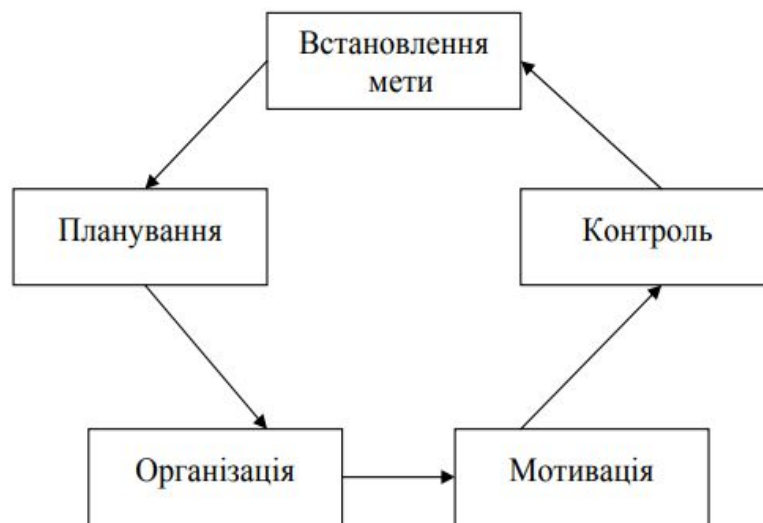 Встановлення
мети
Планування
Контроль
Організація
Мотивація